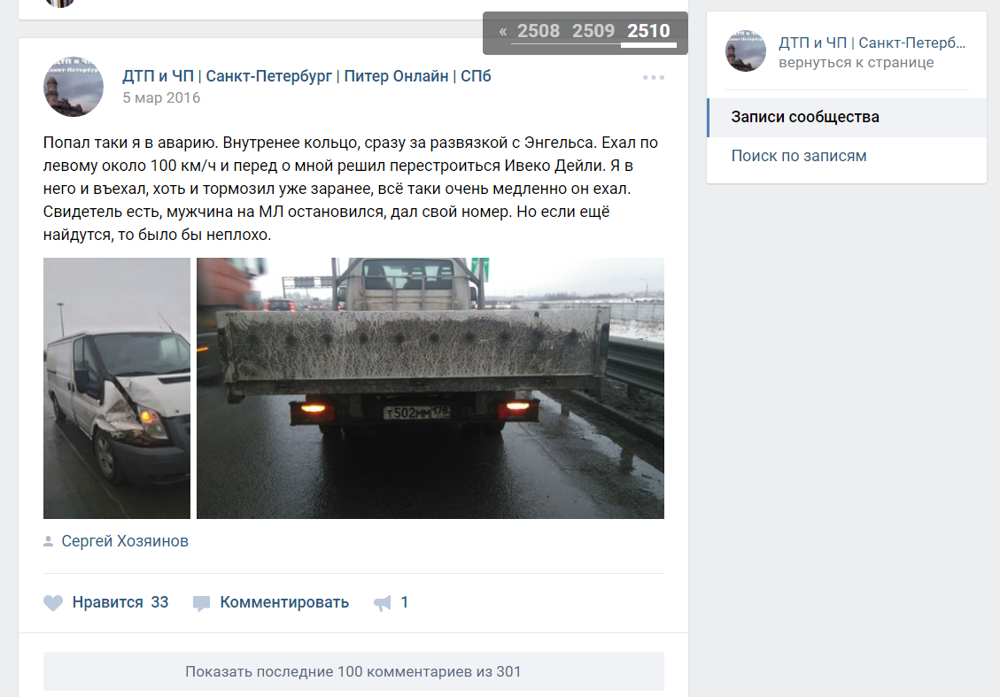 « 2508 2509 2510
ДТП и ЧП | Санкт-Петербург | Питер Онлайн | СПб
5 мар 2016
Попал таки я в аварию. Внутренее кольцо, сразу за развязкой с Энгельса. Ехал по
левому около 100 км/ч и перед о мной решил перестроиться Ивеко Дейли. Я в
него и въехал, хоть и тормозил уже заранее, всё таки очень медленно он ехал.
Свидетель есть, мужчина на МЛ остановился, дал свой номер. Но если ещё
найдутся, то было бы неплохо.
Т502ММ 178
Сергей Хозяинов
Нравится 33 Комментировать 1
Показать последние 100 комментариев из 301
ДТП и ЧП | Санкт-Петерб...
вернуться к странице
Записи сообщества
Поиск по записям